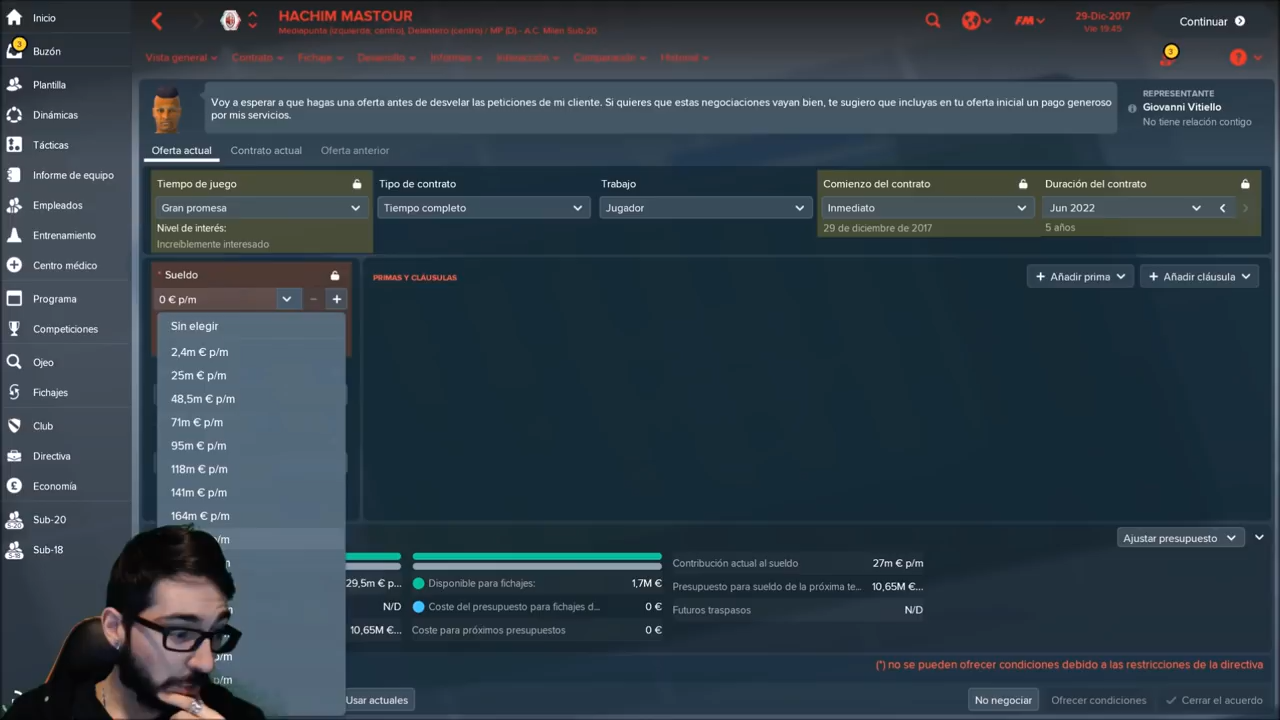 Inicio
HACHIM MASTOUR
Mediapunta (izquierda, centro), Delantero (centro) / MP (D) - A.C. Milan Sub-20
FM
29-Dic-2017
Vie 19:45
Continuar
3
Buzón
Vista general
Contrato
Fichaje
Desarrollo
Informes
Interacción
Comparación
Historial
3
?
Plantilla
Dinámicas
Tácticas
Informe de equipo
Empleados
Entrenamiento
Centro médico
Programa
Competiciones
Ojeo
Fichajes
Club
Directiva
Economía
Sub-20
Sub-18
Voy a esperar a que hagas una oferta antes de desvelar las peticiones de mi cliente. Si quieres que estas negociaciones vayan bien, te sugiero que incluyas en tu oferta inicial un pago generoso
por mis servicios.
REPRESENTANTE
Giovanni Vitiello
No tiene relación contigo
Oferta actual
Contrato actual
Oferta anterior
Tiempo de juego
Gran promesa
Nivel de interés:
Increíblemente interesado
Tipo de contrato
Tiempo completo
Trabajo
Jugador
Comienzo del contrato
Inmediato
29 de diciembre de 2017
Duración del contrato
Jun 2022
5 años
* Sueldo
0 € p/m
Sin elegir
2,4m € p/m
25m € p/m
48,5m € p/m
71m € p/m
95m € p/m
118m € p/m
141m € p/m
164m € p/m
PRIMAS Y CLÁUSULAS
+ Añadir prima
+ Añadir cláusula
Ajustar presupuesto
29,5m € p...
N/D
10,65M €...
Disponible para fichajes:
1,7M €
Coste del presupuesto para fichajes d...
0 €
Coste para próximos presupuestos
0 €
Contribución actual al sueldo
27m € p/m
Presupuesto para sueldo de la próxima te...
10,65M €...
Futuros traspasos
N/D
(*) no se pueden ofrecer condiciones debido a las restricciones de la directiva
Usar actuales
No negociar
Ofrecer condiciones
Cerrar el acuerdo